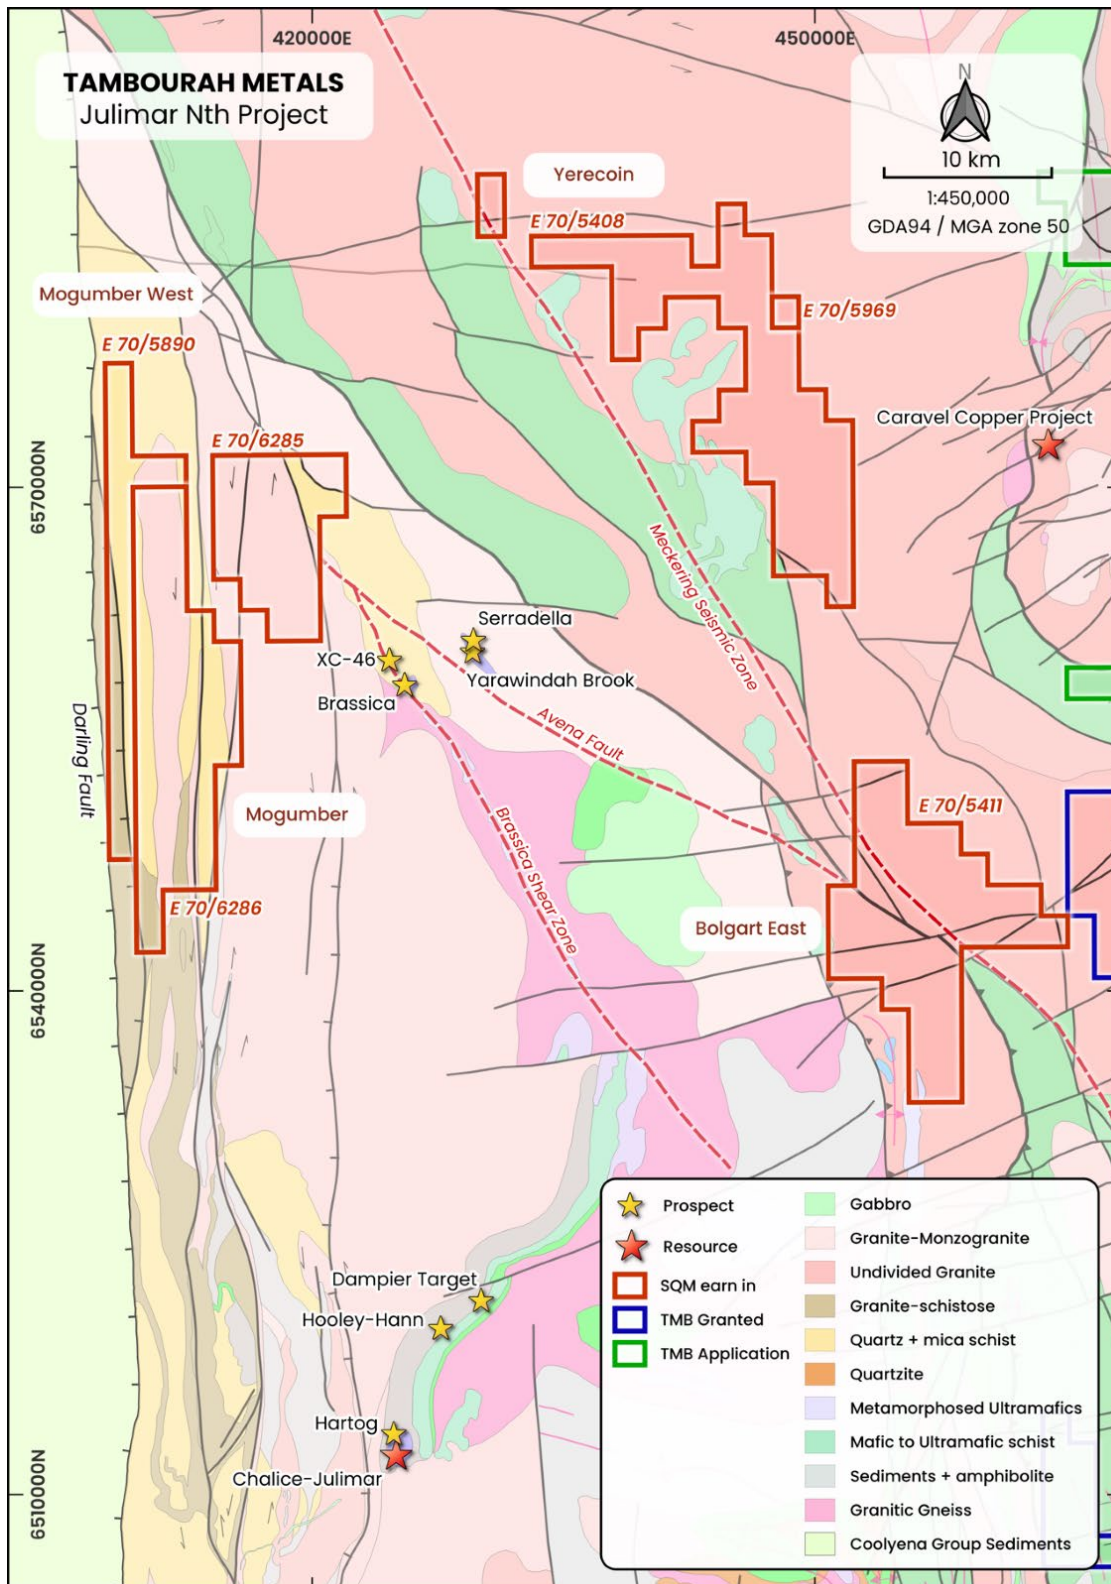 420000E
450000E
TAMBOURAH METALS
Julimar Nth Project
N
10 km
1:450,000
GDA94 / MGA zone 50
Yerecoin
E 70/5408
E 70/5969
Mogumber West
E 70/5890
E 70/6285
Caravel Copper Project
6570000N
Meckering Seismic Zone
Serradella
XC-46
Yarawindah Brook
Brassica
Darling Fault
Avena Fault
Mogumber
E 70/5411
Brassica Shear Zone
E 70/6286
Bolgart East
6540000N
Dampier Target
Hooley-Hann
Hartog
Chalice-Julimar
6510000N
Prospect
Resource
SQM earn in
TMB Granted
TMB Application
Gabbro
Granite-Monzogranite
Undivided Granite
Granite-schistose
Quartz + mica schist
Quartzite
Metamorphosed Ultramafics
Mafic to Ultramafic schist
Sediments + amphibolite
Granitic Gneiss
Coolyena Group Sediments